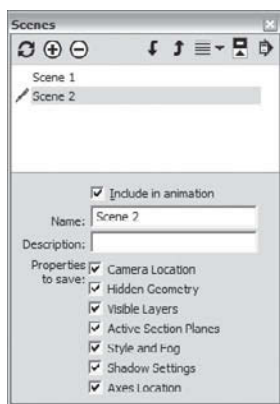 Scenes
Scene 1
Scene 2
Include in animation
Name: Scene 2
Description:
Properties to save:
Camera Location
Hidden Geometry
Visible Layers
Active Section Planes
Style and Fog
Shadow Settings
Axes Location